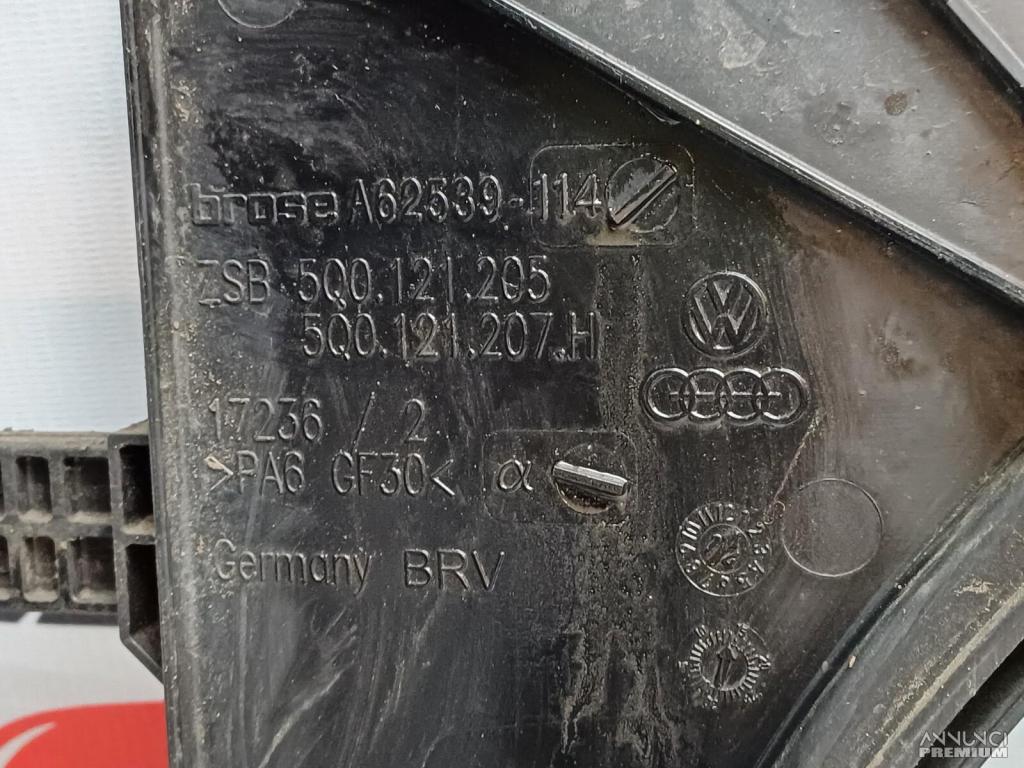 brose A62539-114
ZSB 5Q0.121.205
5Q0.121.207.H
17236 / 2
>PA6 GF30< α
Germany BRV
ANNUNCI
PREMIUM